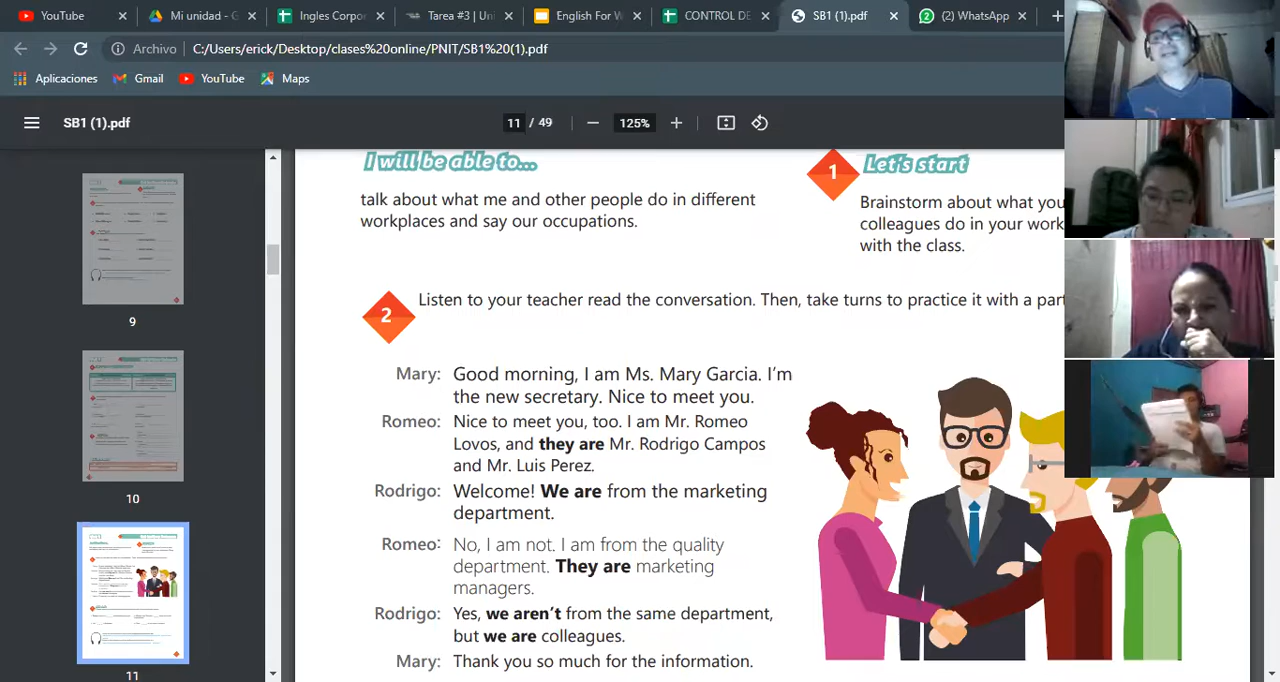 YouTube
Mi unidad - G
Ingles Corpor
Tarea #3 | Uni
English For W
CONTROL DE
SB1 (1).pdf
(2) WhatsApp
Archivo | C:/Users/erick/Desktop/clases%20online/PNIT/SB1%20(1).pdf
Aplicaciones
Gmail
YouTube
Maps
SB1 (1).pdf
11 / 49
125%
9
10
11
I will be able to...
talk about what me and other people do in different
workplaces and say our occupations.
1
Let's start
Brainstorm about what you
colleagues do in your work
with the class.
2
Listen to your teacher read the conversation. Then, take turns to practice it with a part
Mary: Good morning, I am Ms. Mary Garcia. I'm
the new secretary. Nice to meet you.
Romeo: Nice to meet you, too. I am Mr. Romeo
Lovos, and they are Mr. Rodrigo Campos
and Mr. Luis Perez.
Rodrigo: Welcome! We are from the marketing
department.
Romeo: No, I am not. I am from the quality
department. They are marketing
managers.
Rodrigo: Yes, we aren't from the same department,
but we are colleagues.
Mary: Thank you so much for the information.